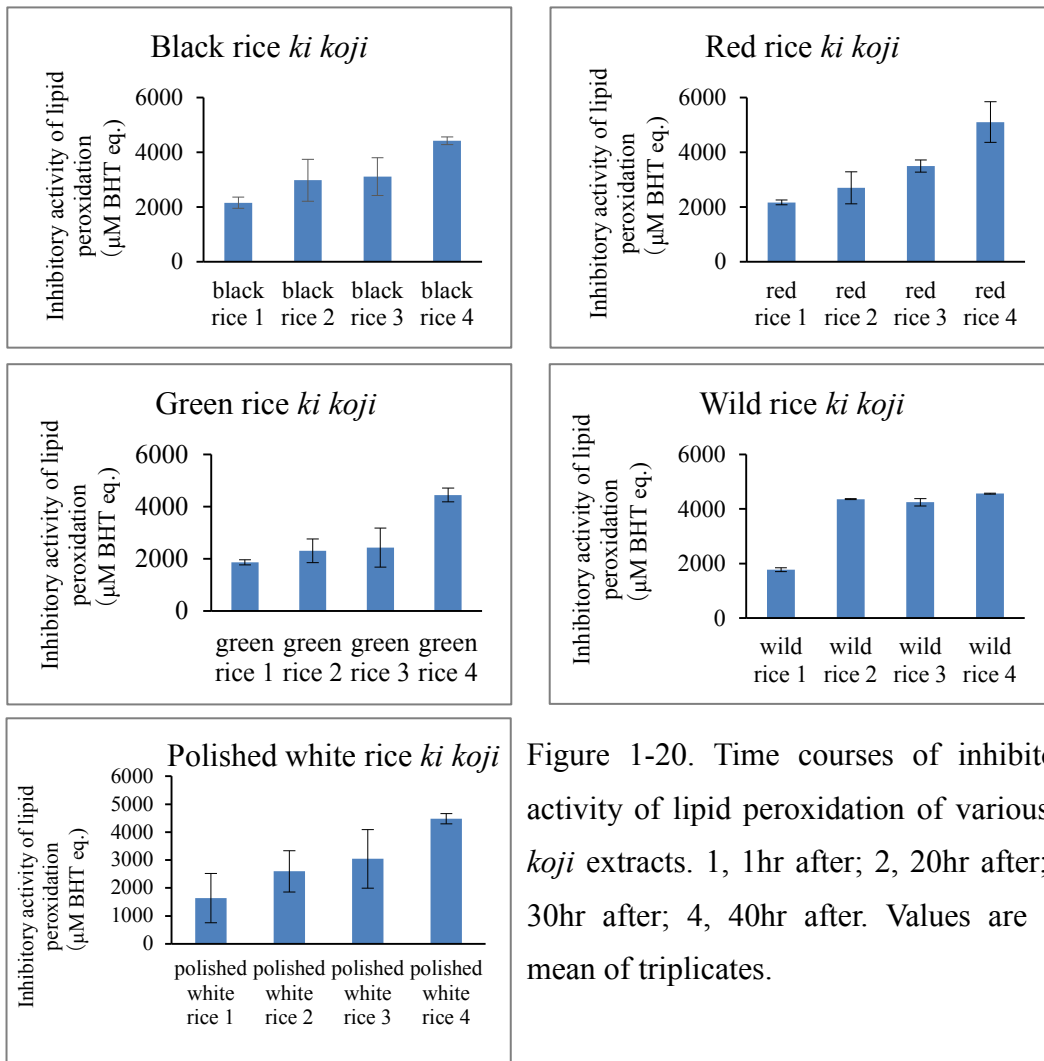 Black rice ki koji
Inhibitory activity of lipid
peroxidation
(μM BHT eq.)
6000
4000
2000
0
black rice 1
black rice 2
black rice 3
black rice 4
Red rice ki koji
Inhibitory activity of lipid
peroxidation
(μM BHT eq.)
6000
4000
2000
0
red rice 1
red rice 2
red rice 3
red rice 4
Green rice ki koji
Inhibitory activity of lipid
peroxidation
(μM BHT eq.)
6000
4000
2000
0
green rice 1
green rice 2
green rice 3
green rice 4
Wild rice ki koji
Inhibitory activity of lipid
peroxidation
(μM BHT eq.)
6000
4000
2000
0
wild rice 1
wild rice 2
wild rice 3
wild rice 4
Polished white rice ki koji
Inhibitory activity of lipid
peroxidation
(μM BHT eq.)
6000
5000
4000
3000
2000
1000
0
polished white rice 1
polished white rice 2
polished white rice 3
polished white rice 4
Figure 1-20. Time courses of
activity of lipid peroxidation of various
koji extracts. 1, 1hr after; 2, 20hr after;
30hr after; 4, 40hr after. Values are
mean of triplicates.